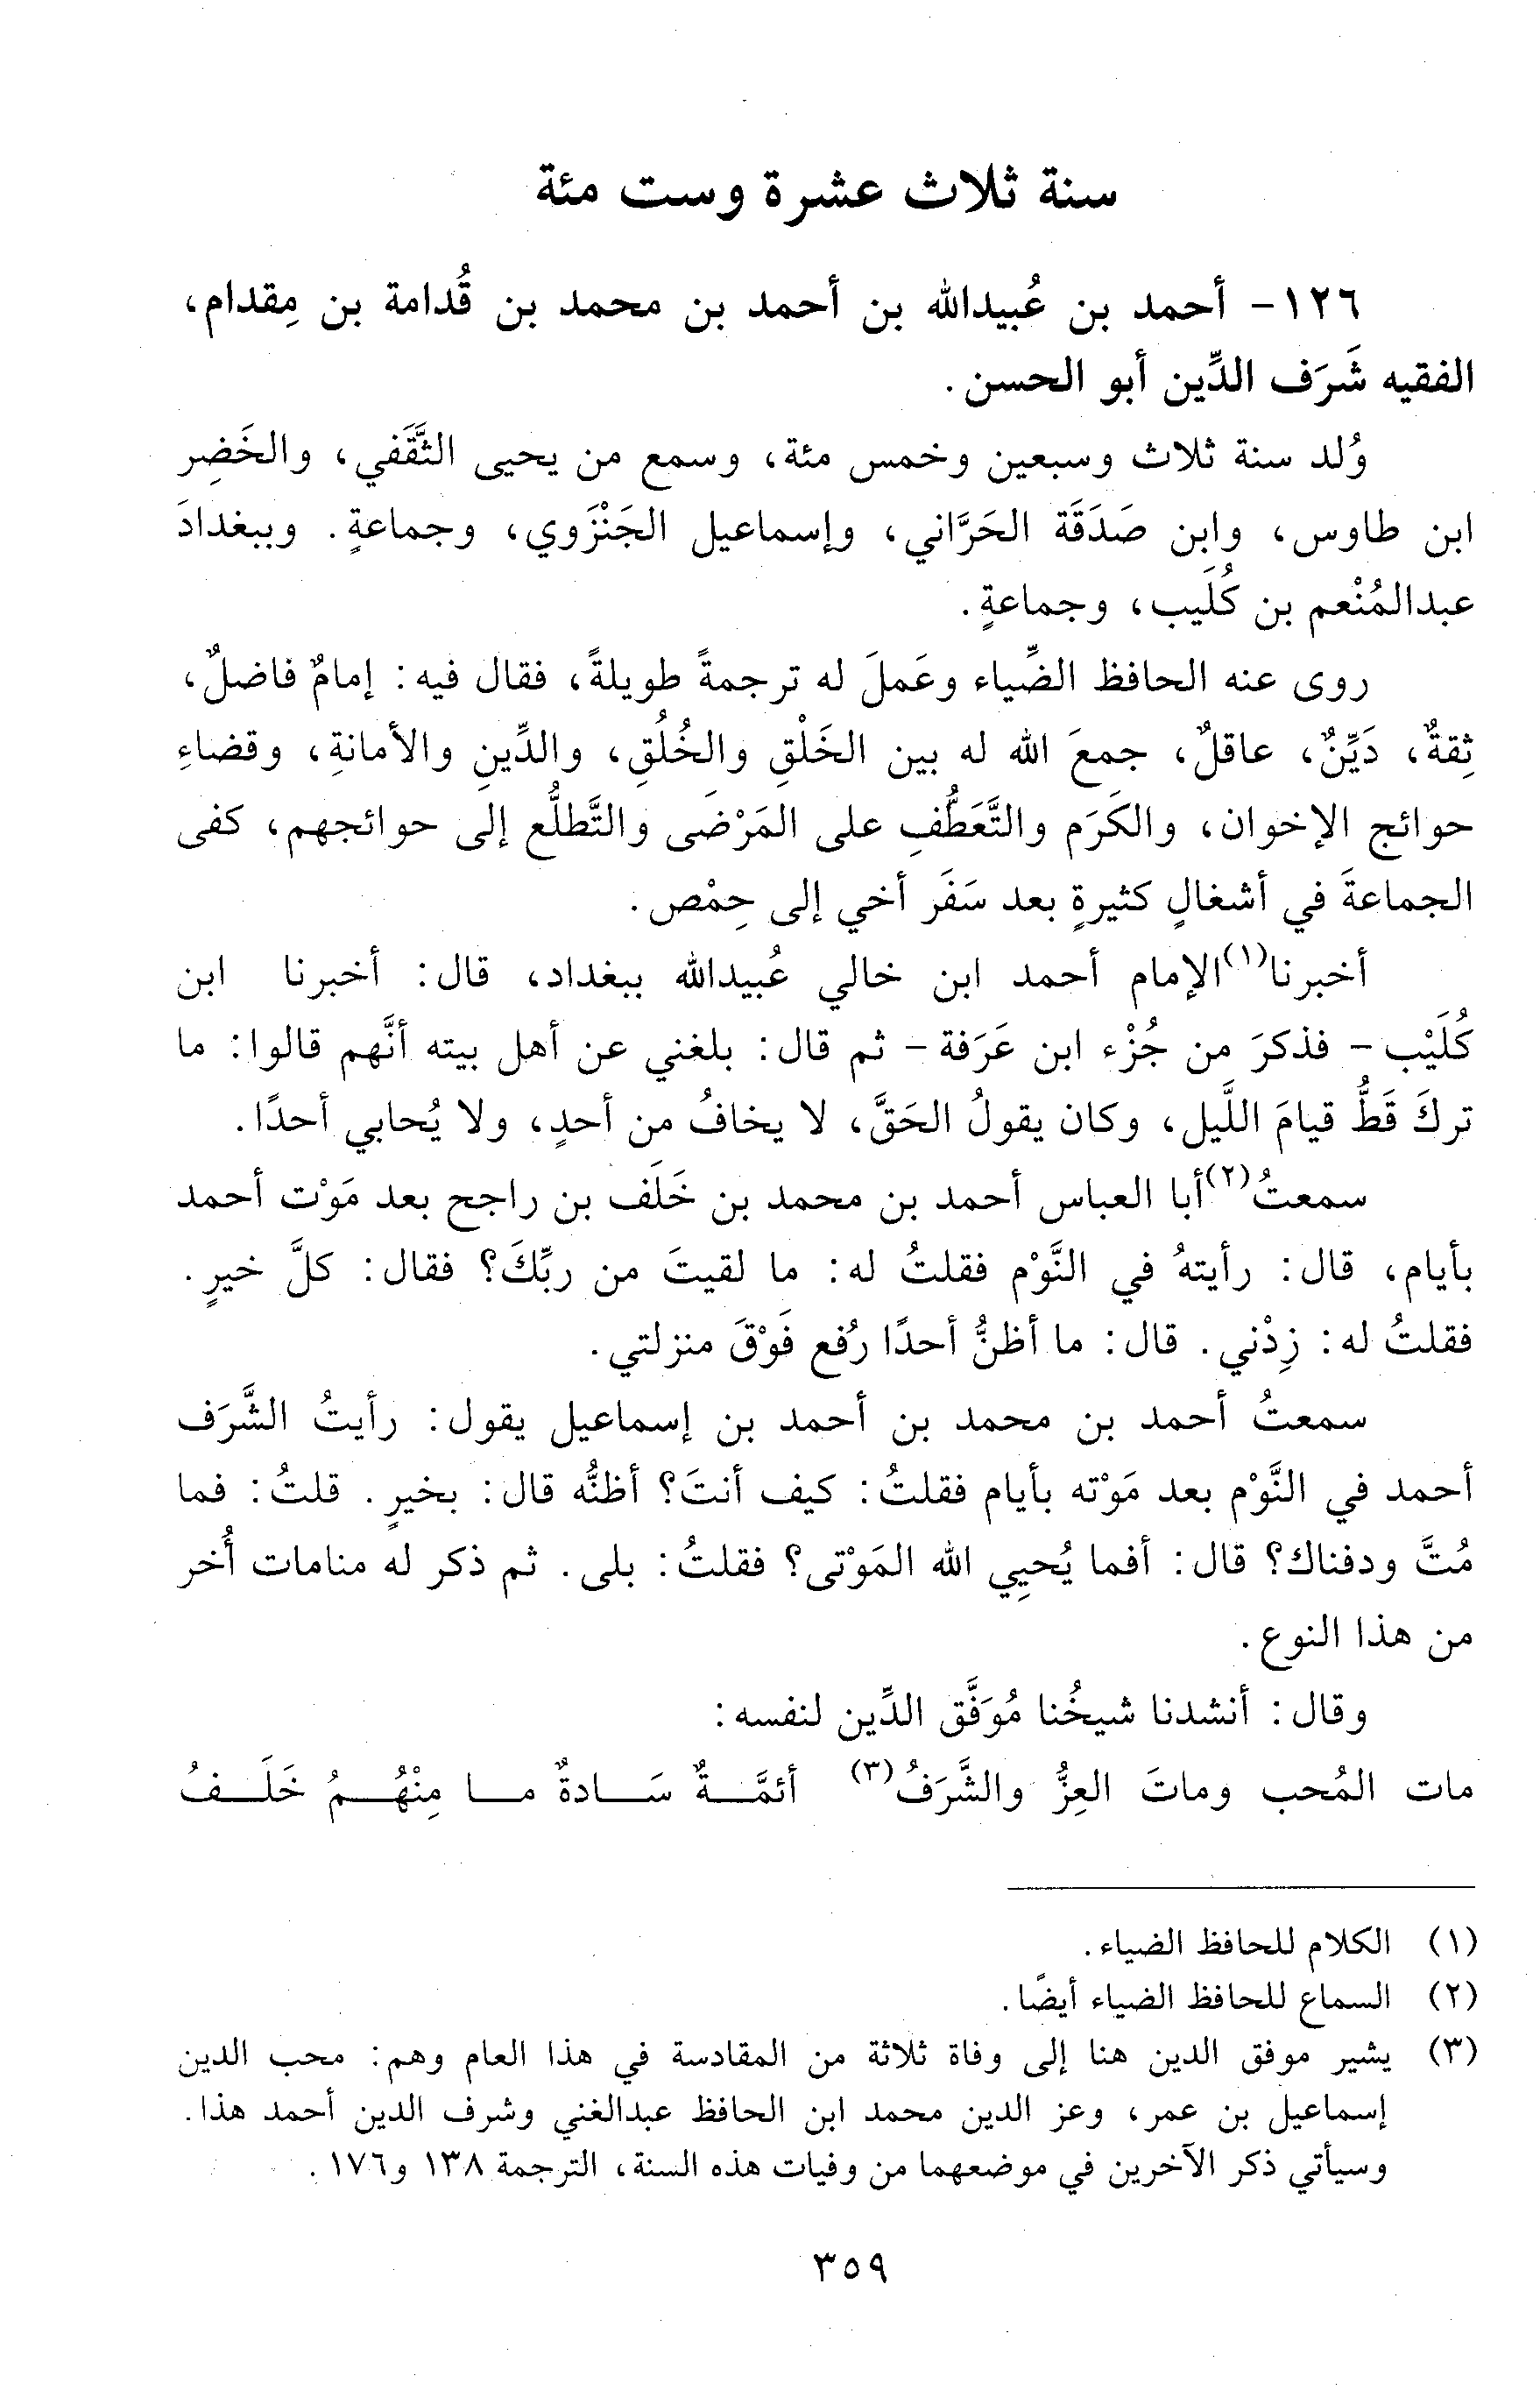 سنة ثلاث عشرة وست مئة
١٢٦- أحمد بن عُبيدالله بن أحمد بن محمد بن قُدامة بن مِقدام،
الفقيه شَرَف الدِّين أبو الحسن.
وُلد سنة ثلاث وسبعين وخمس مئة، وسمع من يحيى الثَّقَفي، والخَضِر
ابن طاوس، وابن صَدَقَة الحَرَّاني، وإسماعيل الجَنْزَوي، وجماعةٍ. وببغدادَ
عبدالمُنْعم بن كُلَيب، وجماعةٍ.
روى عنه الحافظ الضِّياء وعَملَ له ترجمةً طويلةً، فقال فيه: إمامٌ فاضلٌ،
ثِقةٌ، دَيِّنٌ، عاقلٌ، جمعَ الله له بين الخَلْقِ والخُلُقِ، والدِّينِ والأمانةِ، وقضاءِ
حوائج الإخوان، والكَرَم والتَّعَطُّفِ على المَرْضَى والتَّطلُّع إلى حوائجهم، كفى
الجماعةَ في أشغالٍ كثيرةٍ بعد سَفَر أخي إلى حِمْص.
أخبرنا(١) الإمام أحمد ابن خالي عُبيدالله ببغداد، قال: أخبرنا ابن
كُلَيْب - فذكرَ من جُزْء ابن عَرَفة - ثم قال: بلغني عن أهل بيته أنَّهم قالوا: ما
تركَ قَطُّ قيامَ اللَّيل، وكان يقولُ الحَقَّ، لا يخافُ من أحدٍ، ولا يُحابي أحدًا.
سمعتُ(٢) أبا العباس أحمد بن محمد بن خَلَف بن راجح بعد مَوْت أحمد
بأيام، قال: رأيتهُ في النَّوْم فقلتُ له: ما لقيتَ من ربِّكَ؟ فقال: كلَّ خيرٍ.
فقلتُ له: زِدْني. قال: ما أظنُّ أحدًا رُفع فَوْقَ منزلتي.
سمعتُ أحمد بن محمد بن أحمد بن إسماعيل يقول: رأيتُ الشَّرَف
أحمد في النَّوْم بعد مَوْته بأيام فقلتُ: كيف أنتَ؟ أظنُّه قال: بخيرٍ. قلتُ: فما
مُتَّ ودفناك؟ قال: أفما يُحيِي الله المَوْتى؟ فقلتُ: بلى. ثم ذكر له منامات أُخر
من هذا النوع.
وقال: أنشدنا شيخُنا مُوَفَّق الدِّين لنفسه:
مات المُحب وماتَ العِزُّ والشَّرَفُ(٣) أئمَّةٌ سَادةٌ ما مِنْهُمُ خَلَفُ
(١) الكلام للحافظ الضياء.
(٢) السماع للحافظ الضياء أيضًا.
(٣) يشير موفق الدين هنا إلى وفاة ثلاثة من المقادسة في هذا العام وهم: محب الدين
إسماعيل بن عمر، وعز الدين محمد ابن الحافظ عبدالغني وشرف الدين أحمد هذا.
وسيأتي ذكر الآخرين في موضعهما من وفيات هذه السنة، الترجمة ١٣٨ و١٧٦.
٣٥٩